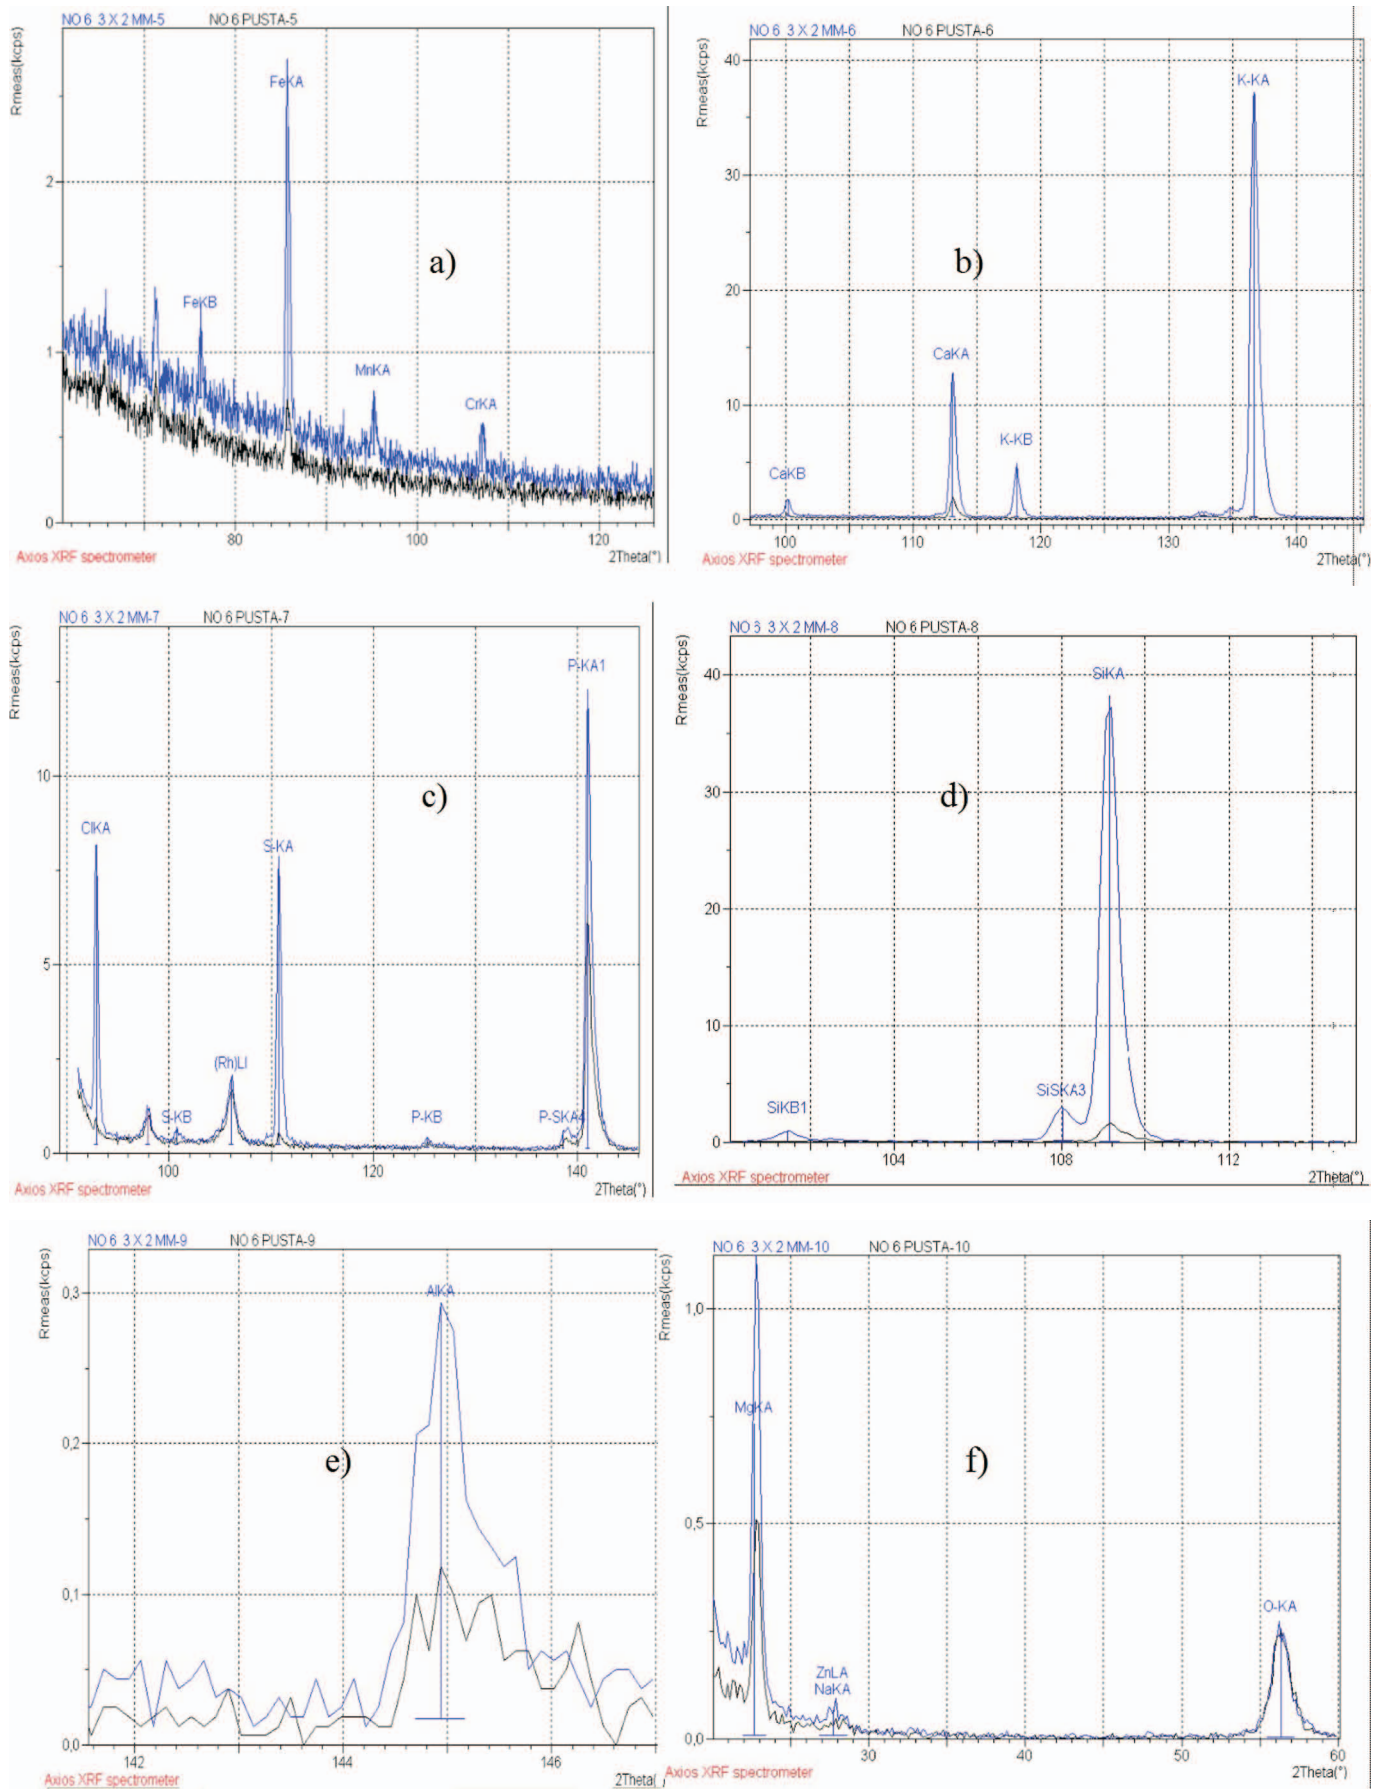 NO 6 3 X 2 MM-5 NO 6 PUSTA-5
Rmeas(kcps)
FeKA
2
a)
FeKB
1
MnKA
CrKA
0
80 100 120
Axios XRF spectrometer 2Theta(°)
NO 6 3 X 2 MM-6 NO 6 PUSTA-6
Rmeas(kcps)
40
K-KA
30
b)
20
CaKA
10
K-KB
CaKB
0
100 110 120 130 140
Axios XRF spectrometer 2Theta(°)
NO 6 3 X 2 MM-7 NO 6 PUSTA-7
Rmeas(kcps)
P-KA1
10
c)
ClKA
S-KA
5
(Rh)Ll
S-KB P-KB P-SKA4
0
100 120 140
Axios XRF spectrometer 2Theta(°)
NO 6 3 X 2 MM-8 NO 6 PUSTA-8
Rmeas(kcps)
40 SiKA
30
d)
20
10
SiKB1 SiSKA3
0
104 108 112
Axios XRF spectrometer 2Theta(°)
NO 6 3 X 2 MM-9 NO 6 PUSTA-9
Rmeas(kcps)
0,3 AlKA
0,2
e)
0,1
0,0
142 144 146
Axios XRF spectrometer 2Theta(
NO 6 3 X 2 MM-10 NO 6 PUSTA-10
Rmeas(kcps)
1,0
MgKA
f)
0,5
O-KA
ZnLA
NaKA
0,0
30 40 50 60
Axios XRF spectrometer 2Theta(°)